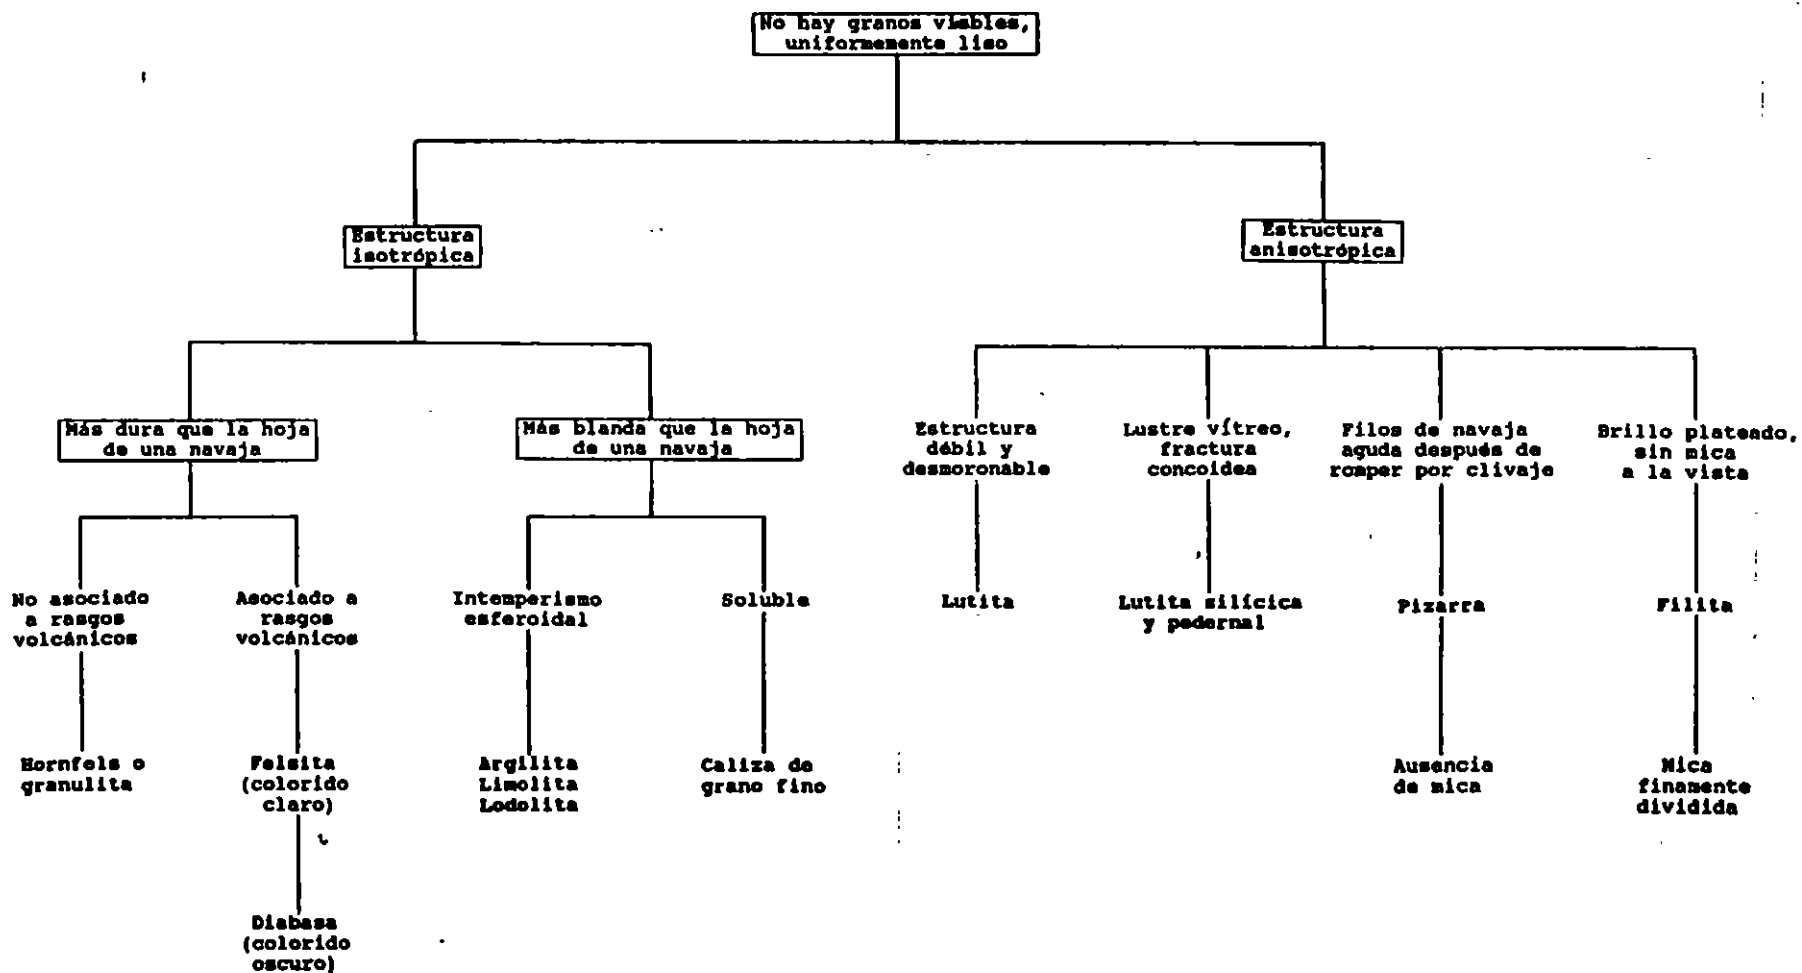 No hay granos visbles,
uniformemente liso
Estructura
isotrópica
Estructura
anisotrópica
Más dura que la hoja
de una navaja
Más blanda que la hoja
de una navaja
Estructura
débil y
desmoronable
Lustre vítreo,
fractura
concoidea
Filos de navaja
aguda después de
romper por clivaje
Brillo plateado,
sin mica
a la vista
No asociado
a rasgos
volcánicos
Asociado a
rasgos
volcánicos
Intemperismo
esferoidal
Soluble
Lutita
Lutita silícica
y pedernal
Pizarra
Filita
Hornfels o
granulita
Felsita
(colorido
claro)
Argilita
Limolita
Lodolita
Caliza de
grano fino
Ausencia
de mica
Mica
finamente
dividida
Diabasa
(colorido
oscuro)